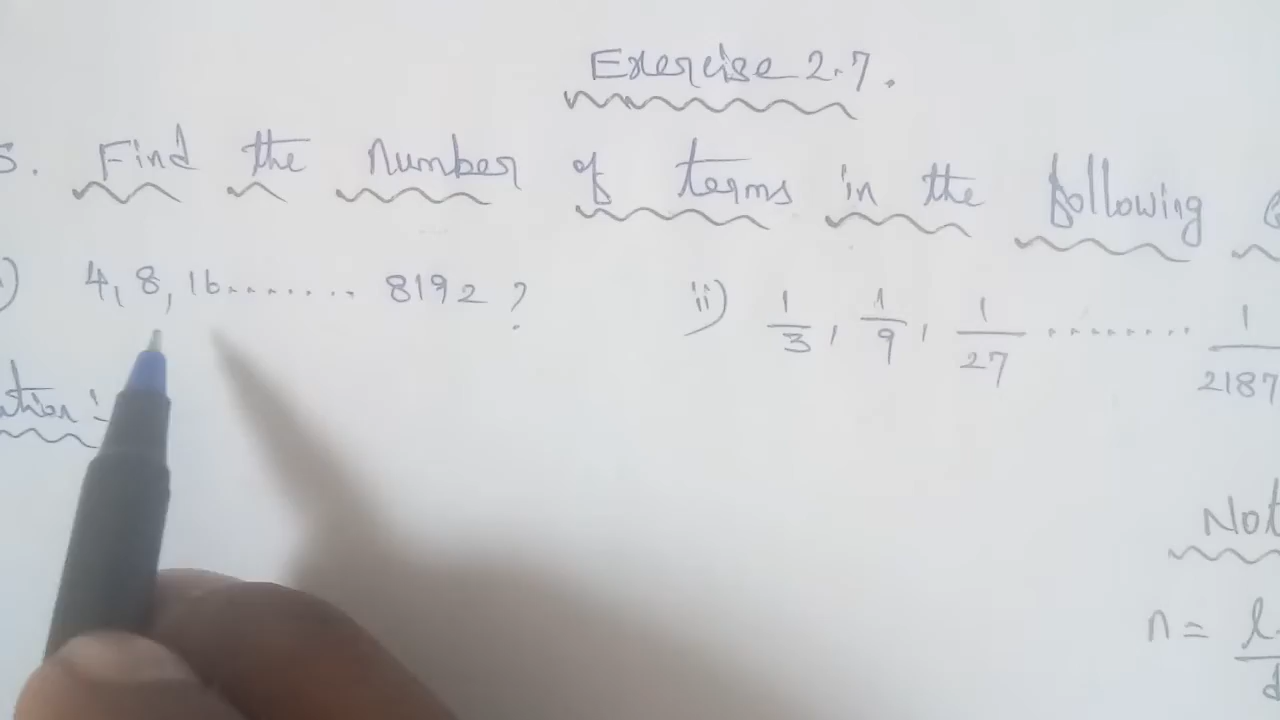 Exercise 2.7.
5. Find the number of terms in the following
i) 4, 8, 16....... 8192 ? ii) 1/3, 1/9, 1/27 ......... 1/2187
Not
n =